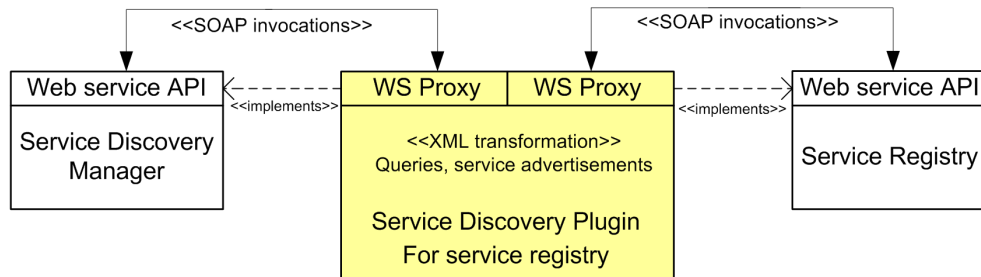 <<SOAP invocations>>
<<SOAP invocations>>
Web service API
WS Proxy
WS Proxy
Web service API
<<implements>>
<<implements>>
Service Discovery
Manager
<<XML transformation>>
Queries, service advertisements
Service Discovery Plugin
For service registry
Service Registry